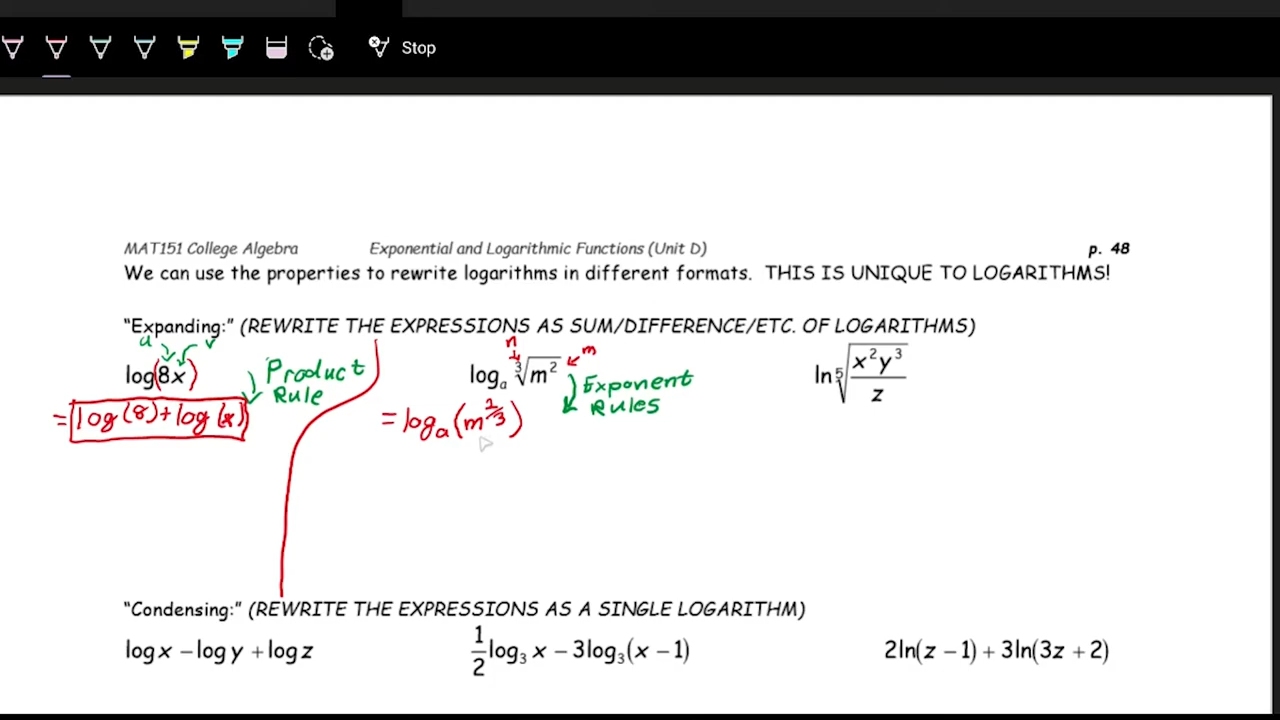 Stop
MAT151 College Algebra Exponential and Logarithmic Functions (Unit D) p. 48
We can use the properties to rewrite logarithms in different formats. THIS IS UNIQUE TO LOGARITHMS!
"Expanding:" (REWRITE THE EXPRESSIONS AS SUM/DIFFERENCE/ETC. OF LOGARITHMS)
u v
n m
log(8x) Product Rule
= log(8)+log(x)
logₐ ∛m² Exponent Rules
= logₐ(m^2/3)
ln ⁵√(x²y³/z)
"Condensing:" (REWRITE THE EXPRESSIONS AS A SINGLE LOGARITHM)
log x – log y + log z 1/2 log₃ x – 3log₃(x – 1) 2ln(z – 1) + 3ln(3z + 2)